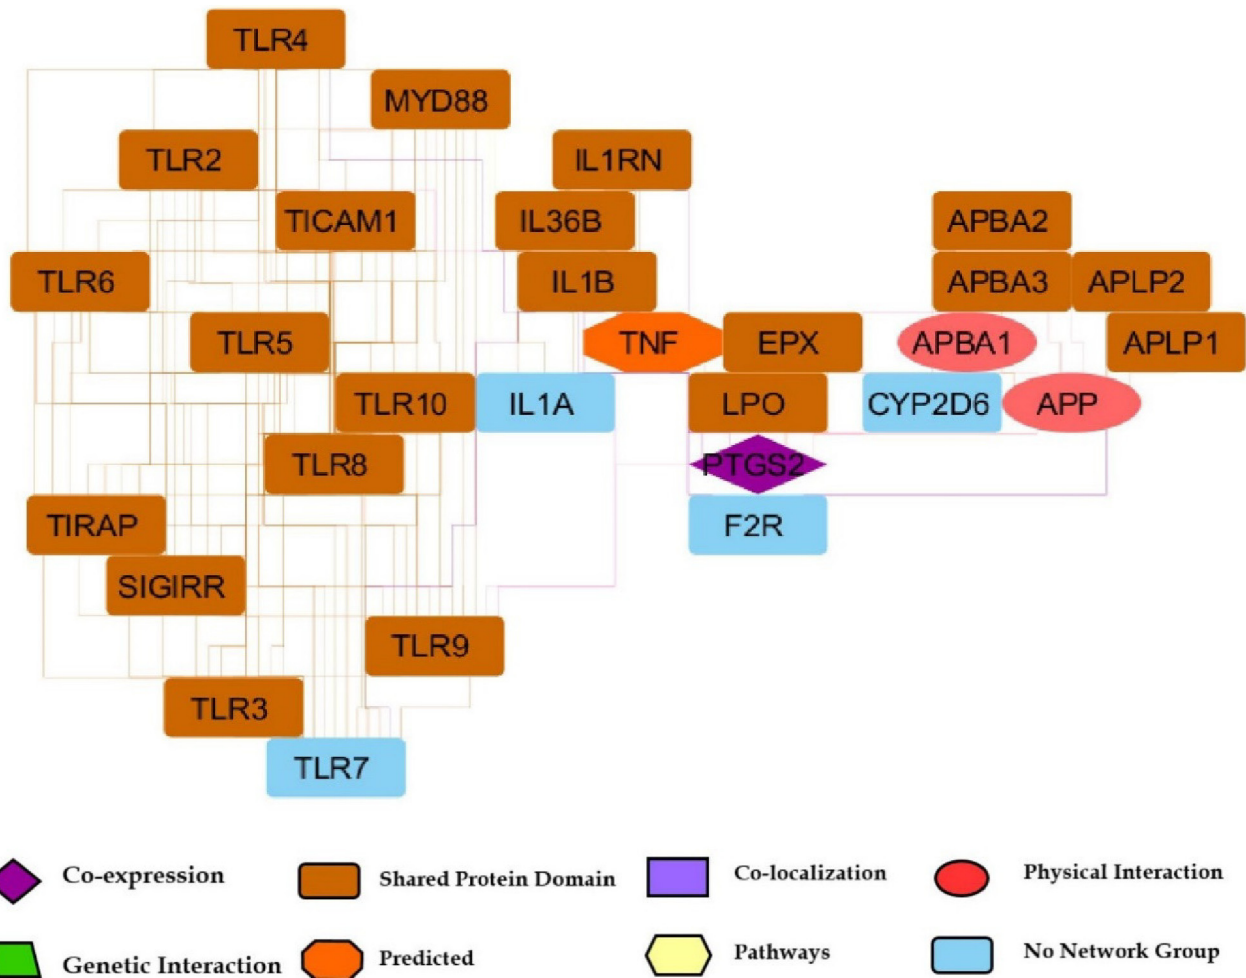 TLR4
MYD88
TLR2
IL1RN
TICAM1
IL36B
APBA2
TLR6
IL1B
APBA3
APLP2
TLR5
TNF
EPX
APBA1
APLP1
TLR10
IL1A
LPO
CYP2D6
APP
TLR8
PTGS2
TIRAP
F2R
SIGIRR
TLR9
TLR3
TLR7
Co-expression
Shared Protein Domain
Co-localization
Physical Interaction
Genetic Interaction
Predicted
Pathways
No Network Group